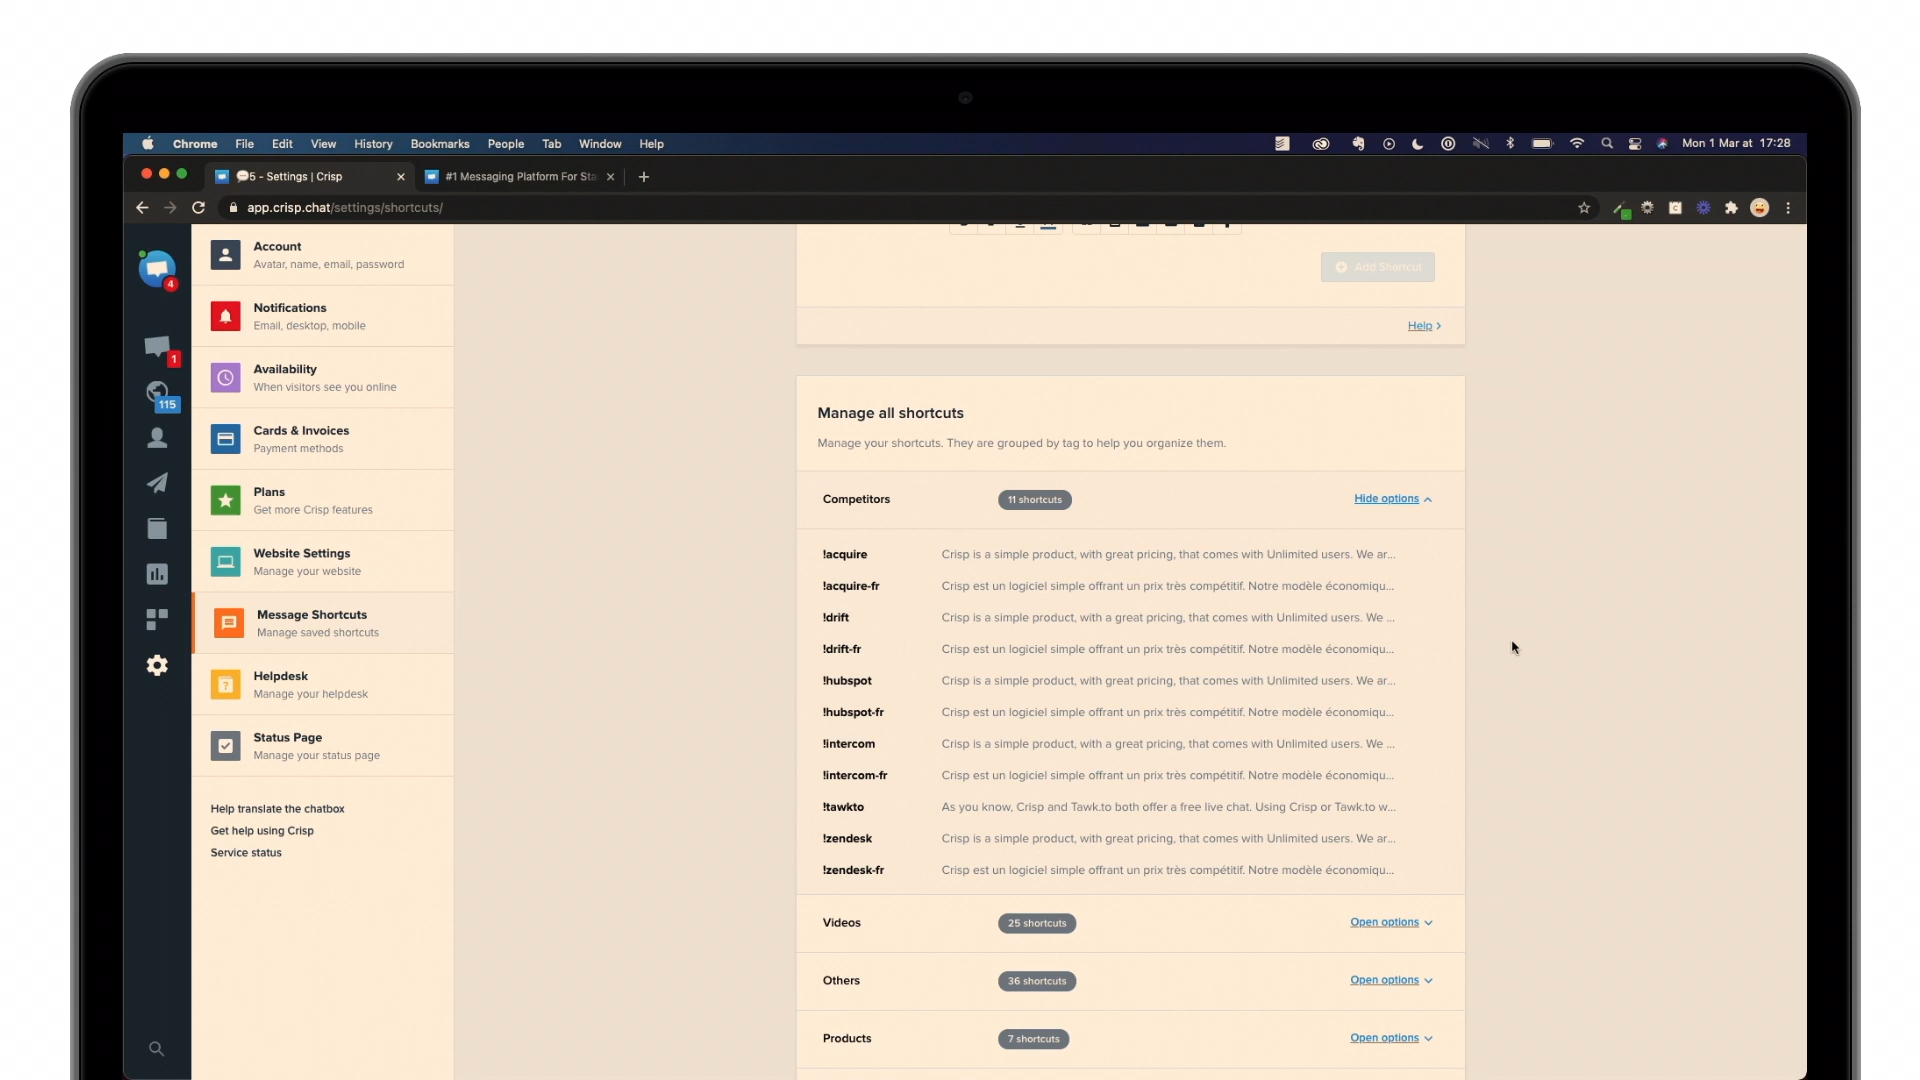 Chrome File Edit View History Bookmarks People Tab Window Help
Mon 1 Mar at 17:28
5 - Settings | Crisp
#1 Messaging Platform For Sta
app.crisp.chat/settings/shortcuts/
4
1
115
Account
Avatar, name, email, password
Notifications
Email, desktop, mobile
Availability
When visitors see you online
Cards & Invoices
Payment methods
Plans
Get more Crisp features
Website Settings
Manage your website
Message Shortcuts
Manage saved shortcuts
Helpdesk
Manage your helpdesk
Status Page
Manage your status page
Help translate the chatbox
Get help using Crisp
Service status
Add Shortcut
Help
Manage all shortcuts
Manage your shortcuts. They are grouped by tag to help you organize them.
Competitors 11 shortcuts Hide options
!acquire Crisp is a simple product, with great pricing, that comes with Unlimited users. We ar...
!acquire-fr Crisp est un logiciel simple offrant un prix très compétitif. Notre modèle économiqu...
!drift Crisp is a simple product, with a great pricing, that comes with Unlimited users. We ...
!drift-fr Crisp est un logiciel simple offrant un prix très compétitif. Notre modèle économiqu...
!hubspot Crisp is a simple product, with great pricing, that comes with Unlimited users. We ar...
!hubspot-fr Crisp est un logiciel simple offrant un prix très compétitif. Notre modèle économiqu...
!intercom Crisp is a simple product, with a great pricing, that comes with Unlimited users. We ...
!intercom-fr Crisp est un logiciel simple offrant un prix très compétitif. Notre modèle économiqu...
!tawkto As you know, Crisp and Tawk.to both offer a free live chat. Using Crisp or Tawk.to w...
!zendesk Crisp is a simple product, with great pricing, that comes with Unlimited users. We ar...
!zendesk-fr Crisp est un logiciel simple offrant un prix très compétitif. Notre modèle économiqu...
Videos 25 shortcuts Open options
Others 36 shortcuts Open options
Products 7 shortcuts Open options